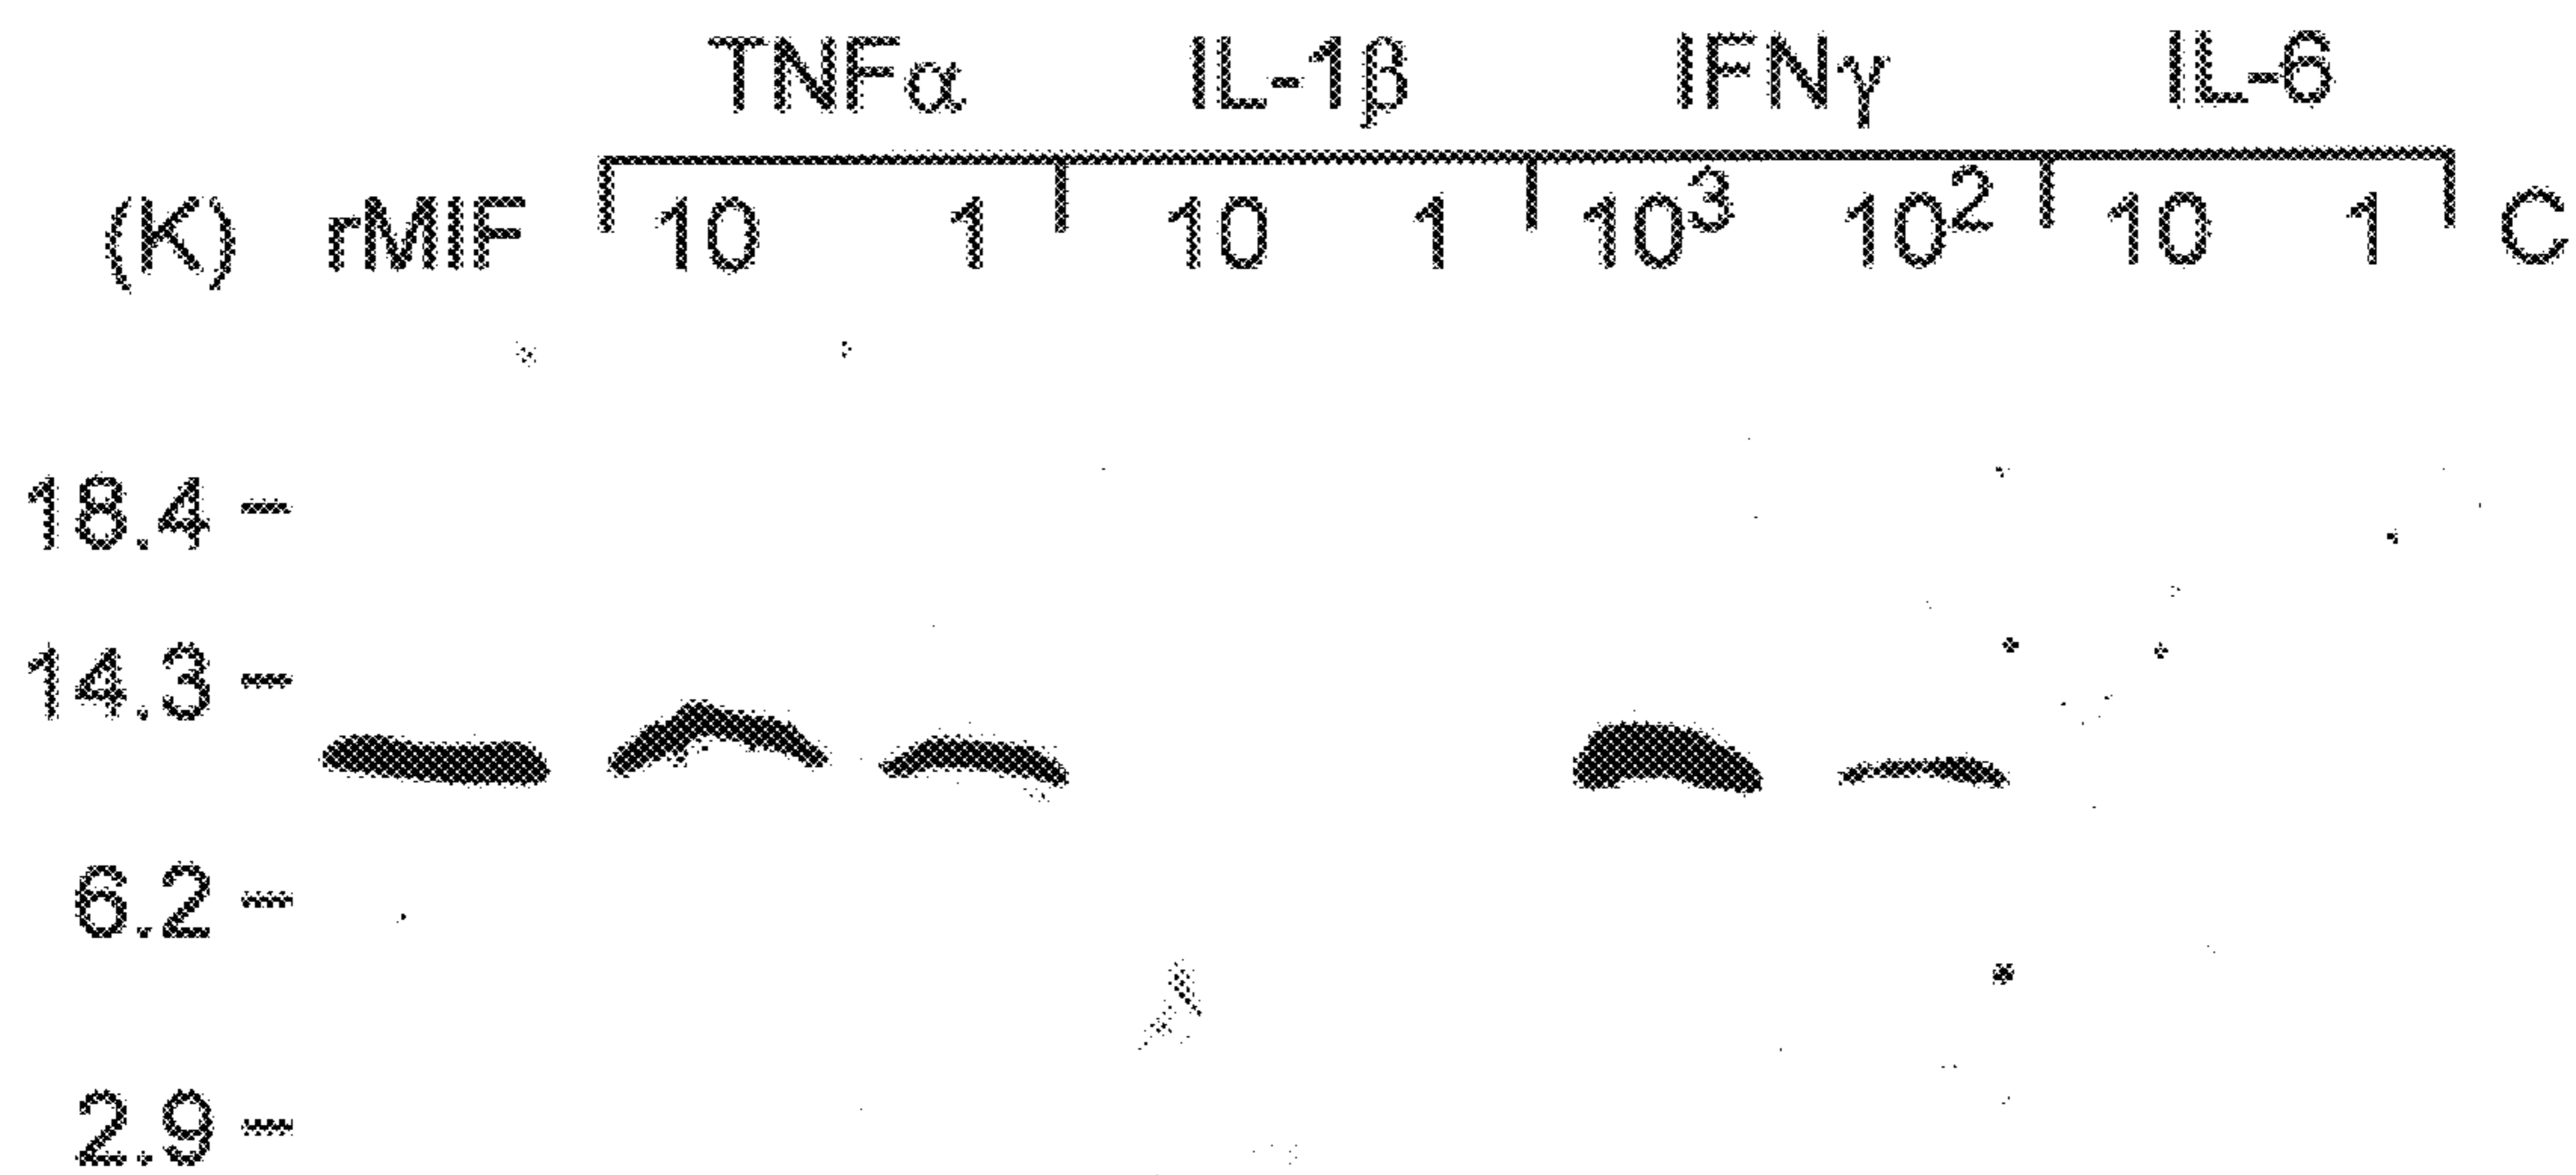 TNFα IL-1β IFNγ IL-6
(K) rMIF 10 1 10 1 10³ 10² 10 1 C
18.4
14.3
6.2
2.9